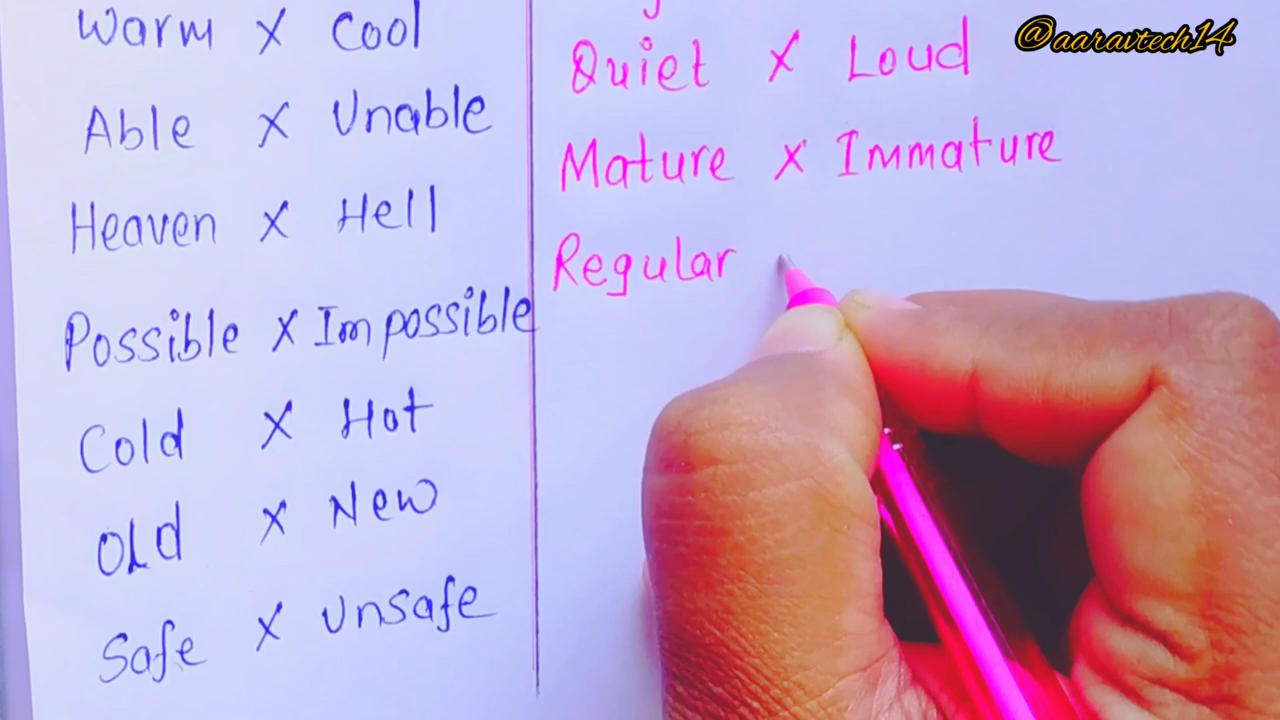 Warm X Cool
Able X Unable
Heaven X Hell
Possible X Impossible
Cold X Hot
Old X New
Safe X Unsafe
@aaravtech14
Quiet X Loud
Mature X Immature
Regular